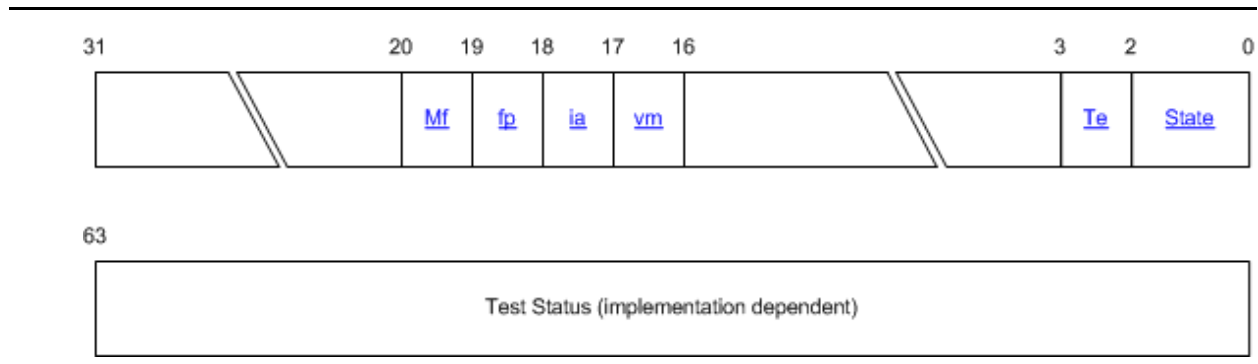 31 20 19 18 17 16 3 2 0
Mf fp ia vm Te State
63
Test Status (implementation dependent)